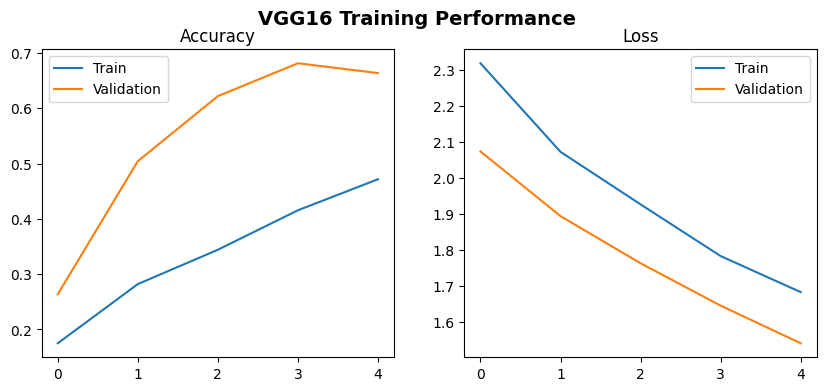 VGG16 Training Performance
Accuracy
Train
Validation
0.7
0.6
0.5
0.4
0.3
0.2
0 1 2 3 4
Loss
Train
Validation
2.3
2.2
2.1
2.0
1.9
1.8
1.7
1.6
0 1 2 3 4